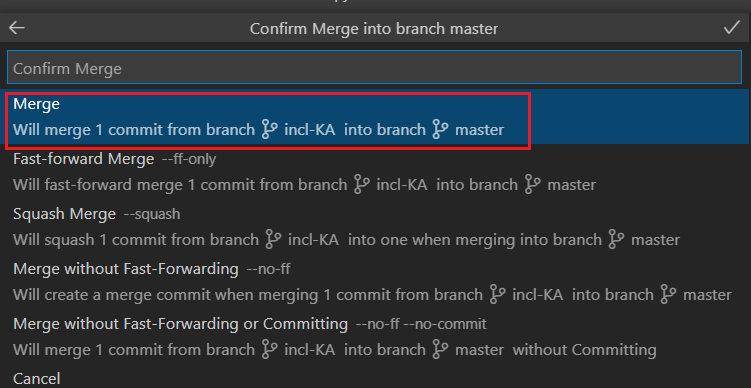 Confirm Merge into branch master
Confirm Merge
Merge
Will merge 1 commit from branch incl-KA into branch master
Fast-forward Merge --ff-only
Will fast-forward merge 1 commit from branch incl-KA into branch master
Squash Merge --squash
Will squash 1 commit from branch incl-KA into one when merging into branch master
Merge without Fast-Forwarding --no-ff
Will create a merge commit when merging 1 commit from branch incl-KA into branch master
Merge without Fast-Forwarding or Committing --no-ff --no-commit
Will merge 1 commit from branch incl-KA into branch master without Committing
Cancel